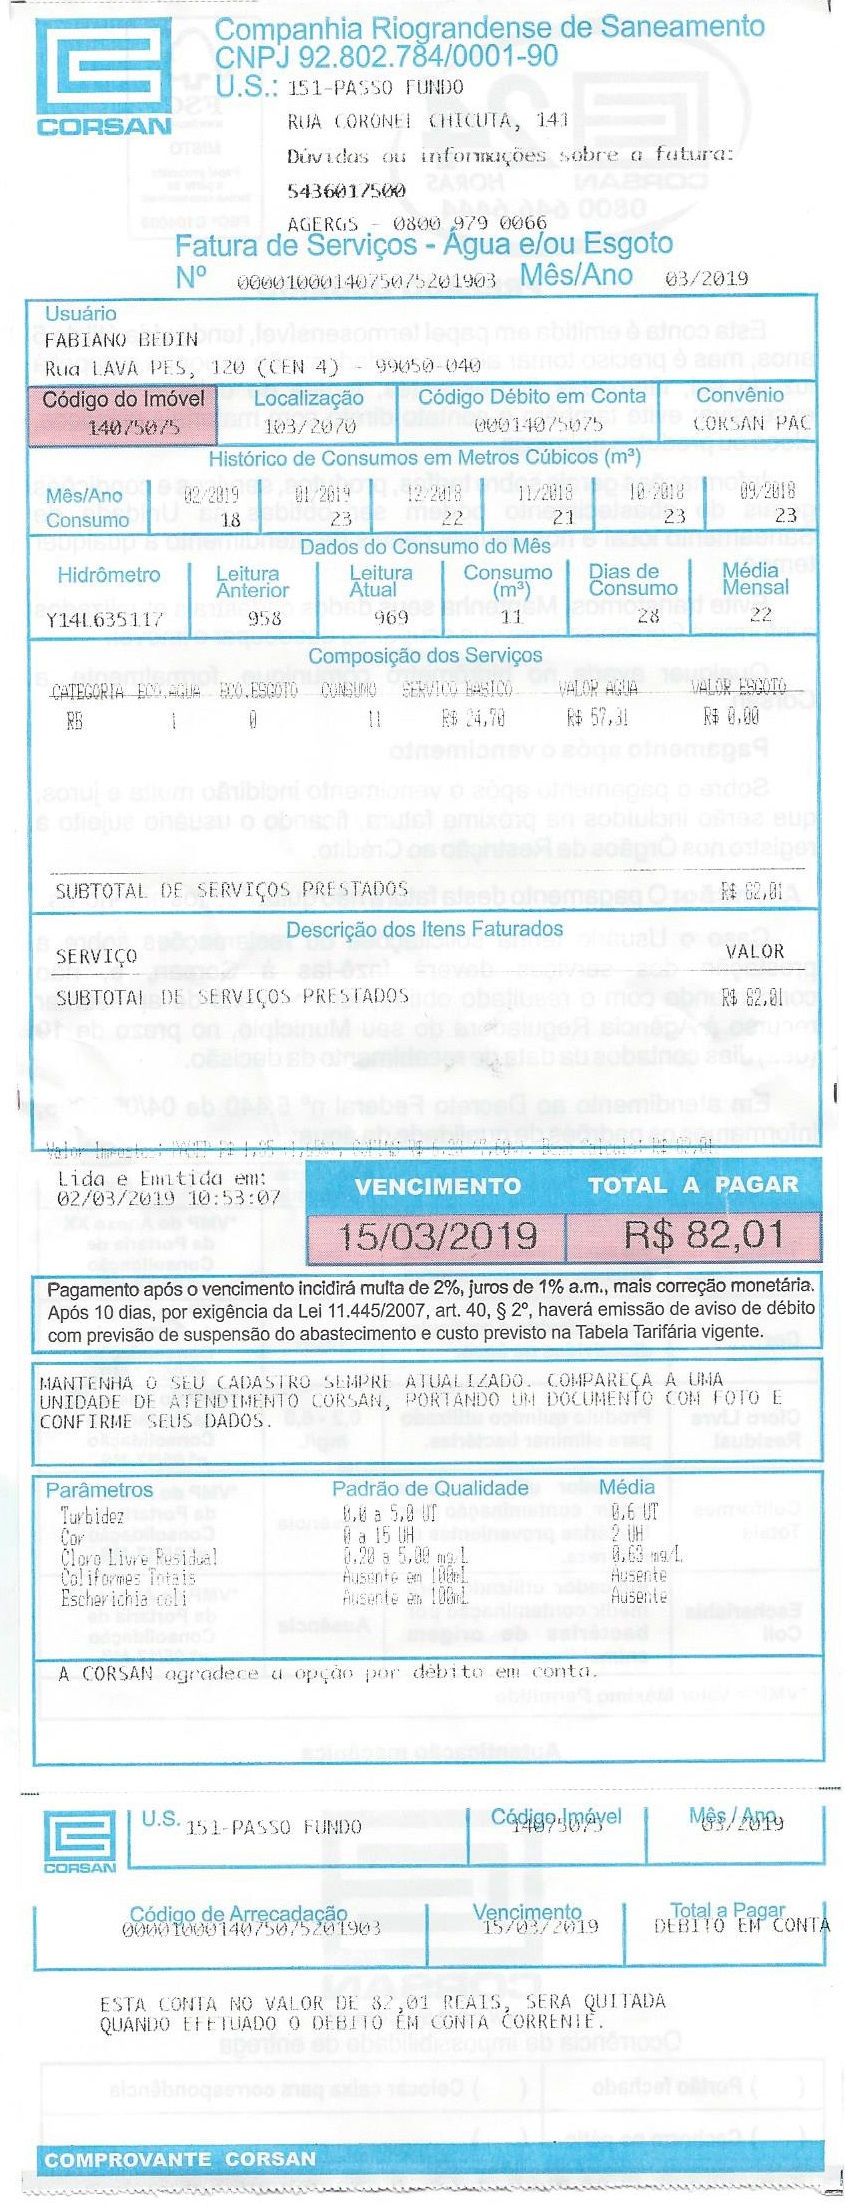 CORSAN
Companhia Riograndense de Saneamento
CNPJ 92.802.784/0001-90
U.S.: 151-PASSO FUNDO
RUA CORONEL CHICUTA, 141
Dúvidas ou informações sobre a fatura:
5436017500
AGERGS - 0800 979 0066
Fatura de Serviços - Água e/ou Esgoto
Nº 0000100014075075201903 Mês/Ano 03/2019
Usuário
FABIANO BEDIN
Rua LAVA PES, 120 (CEN 4) - 99050-040
Código do Imóvel Localização Código Débito em Conta Convênio
14075075 103/2070 00014075075 CORSAN PAC
Histórico de Consumos em Metros Cúbicos (m³)
Mês/Ano 02/2019 01/2019 12/2018 11/2018 10/2018 09/2018
Consumo 18 23 22 21 23 23
Dados do Consumo do Mês
Hidrômetro Leitura Anterior Leitura Atual Consumo (m³) Dias de Consumo Média Mensal
Y14L635117 958 969 11 28 22
Composição dos Serviços
CATEGORIA ECO.AGUA ECO.ESGOTO CONSUMO SERVICO BASICO VALOR AGUA VALOR ESGOTO
RB 1 0 11 R$ 24,70 R$ 57,31 R$ 0,00
SUBTOTAL DE SERVIÇOS PRESTADOS R$ 82,01
Descrição dos Itens Faturados
SERVIÇO VALOR
SUBTOTAL DE SERVIÇOS PRESTADOS R$ 82,01
Lida e Emitida em:
02/03/2019 10:53:07
VENCIMENTO TOTAL A PAGAR
15/03/2019 R$ 82,01
Pagamento após o vencimento incidirá multa de 2%, juros de 1% a.m., mais correção monetária.
Após 10 dias, por exigência da Lei 11.445/2007, art. 40, § 2º, haverá emissão de aviso de débito
com previsão de suspensão do abastecimento e custo previsto na Tabela Tarifária vigente.
MANTENHA O SEU CADASTRO SEMPRE ATUALIZADO. COMPAREÇA A UMA
UNIDADE DE ATENDIMENTO CORSAN, PORTANDO UM DOCUMENTO COM FOTO E
CONFIRME SEUS DADOS.
Parâmetros Padrão de Qualidade Média
Turbidez 0,0 a 5,0 UT 0,6 UT
Cor 0 a 15 UH 2 UH
Cloro Livre Residual 0,20 a 5,00 mg/L 0,63 mg/L
Coliformes Totais Ausente em 100mL Ausente
Escherichia coli Ausente em 100mL Ausente
A CORSAN agradece a opção por débito em conta.
CORSAN
U.S. 151-PASSO FUNDO Código Imóvel 14075075 Mês / Ano 03/2019
Código de Arrecadação Vencimento Total a Pagar
0000100014075075201903 15/03/2019 DEBITO EM CONTA
ESTA CONTA NO VALOR DE 82,01 REAIS, SERA QUITADA
QUANDO EFETUADO O DEBITO EM CONTA CORRENTE.
COMPROVANTE CORSAN